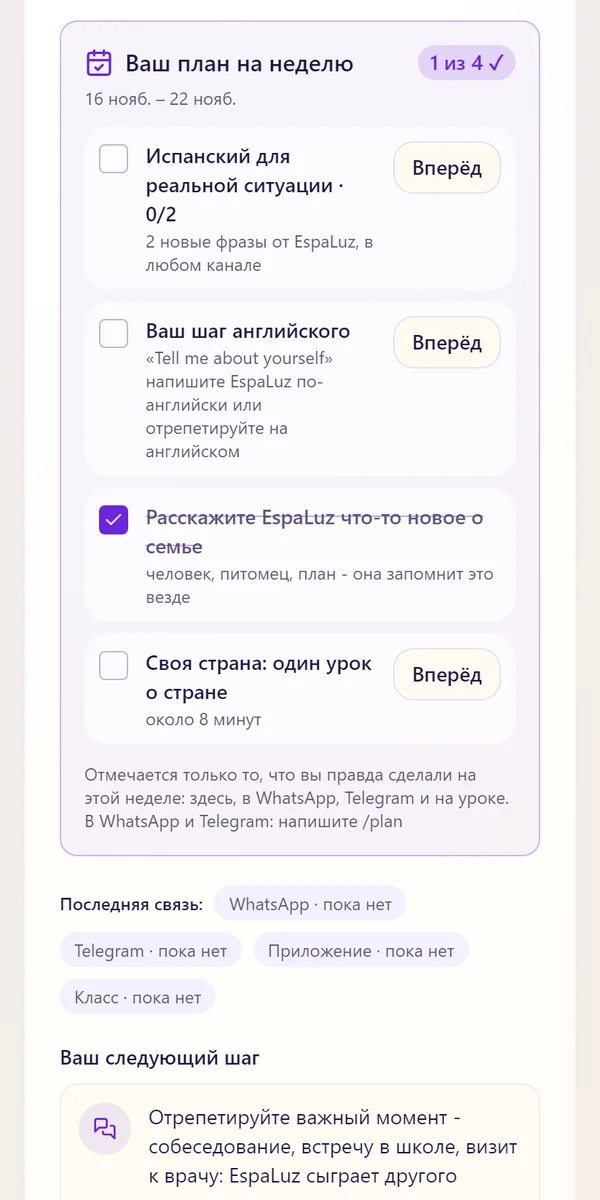 Ваш план на неделю
1 из 4 ✓
16 нояб. – 22 нояб.
Испанский для
реальной ситуации ·
0/2
Вперёд
2 новые фразы от EspaLuz, в
любом канале
Ваш шаг английского
Вперёд
«Tell me about yourself»
напишите EspaLuz по-
английски или
отрепетируйте на
английском
Расскажите EspaLuz что-то новое о
семье
человек, питомец, план - она запомнит это
везде
Своя страна: один урок
о стране
Вперёд
около 8 минут
Отмечается только то, что вы правда сделали на
этой неделе: здесь, в WhatsApp, Telegram и на уроке.
В WhatsApp и Telegram: напишите /plan
Последняя связь: WhatsApp · пока нет
Telegram · пока нет Приложение · пока нет
Класс · пока нет
Ваш следующий шаг
Отрепетируйте важный момент -
собеседование, встречу в школе, визит
к врачу: EspaLuz сыграет другого